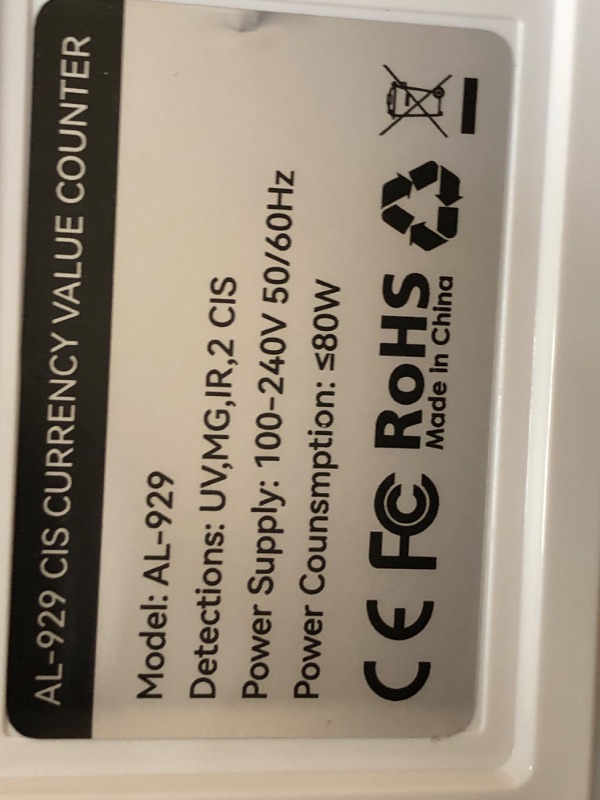 AL-929 CIS CURRENCY VALUE COUNTER
Model: AL-929
Detections: UV,MG,IR,2 CIS
Power Supply: 100-240V 50/60Hz
Power Counsmption: ≤80W
CE FC RoHS
Made in China